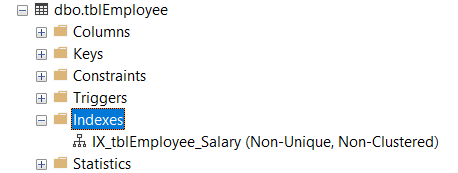 dbo.tblEmployee
Columns
Keys
Constraints
Triggers
Indexes
IX_tblEmployee_Salary (Non-Unique, Non-Clustered)
Statistics